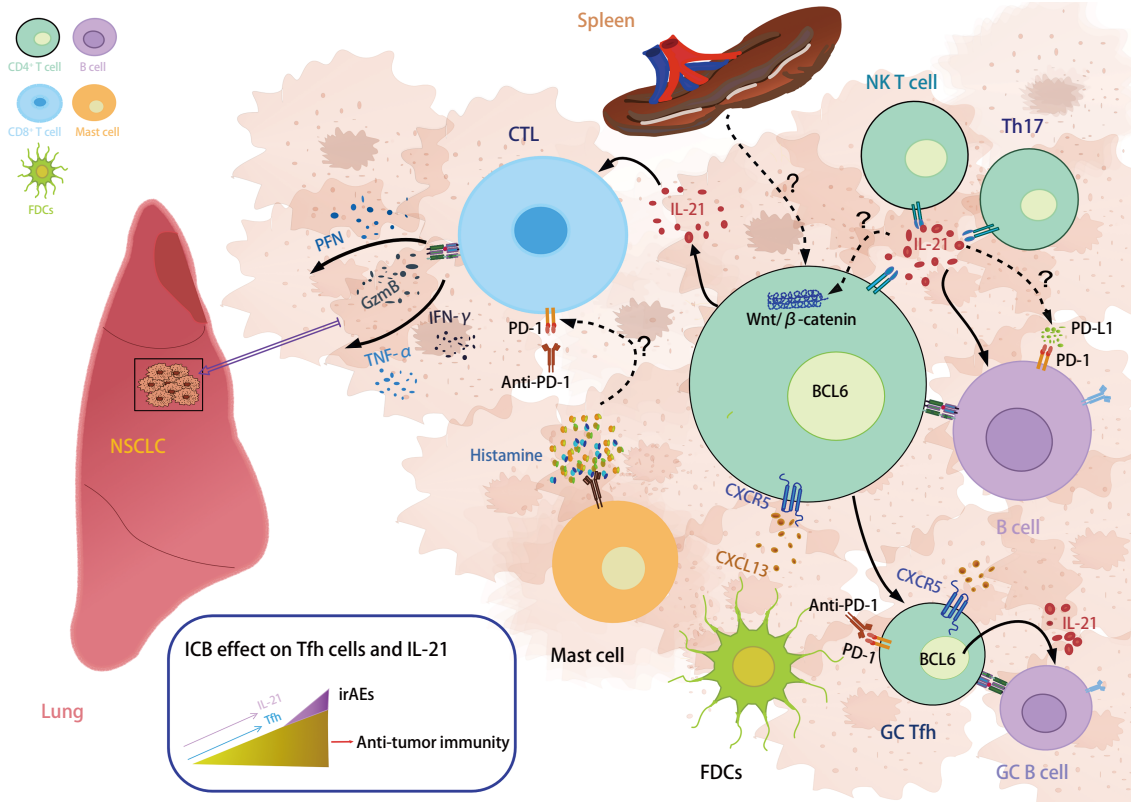 CD4⁺ T cell
B cell
CD8⁺ T cell
Mast cell
FDCs
Spleen
NK T cell
Th17
CTL
IL-21
?
PFN
GzmB
IFN-γ
TNF-α
PD-1
Anti-PD-1
?
?
IL-21
?
Wnt/β-catenin
BCL6
PD-L1
PD-1
B cell
NSCLC
Histamine
Mast cell
CXCR5
CXCL13
FDCs
CXCR5
Anti-PD-1
PD-1
BCL6
IL-21
GC Tfh
GC B cell
Lung
ICB effect on Tfh cells and IL-21
IL-21
Tfh
irAEs
Anti-tumor immunity